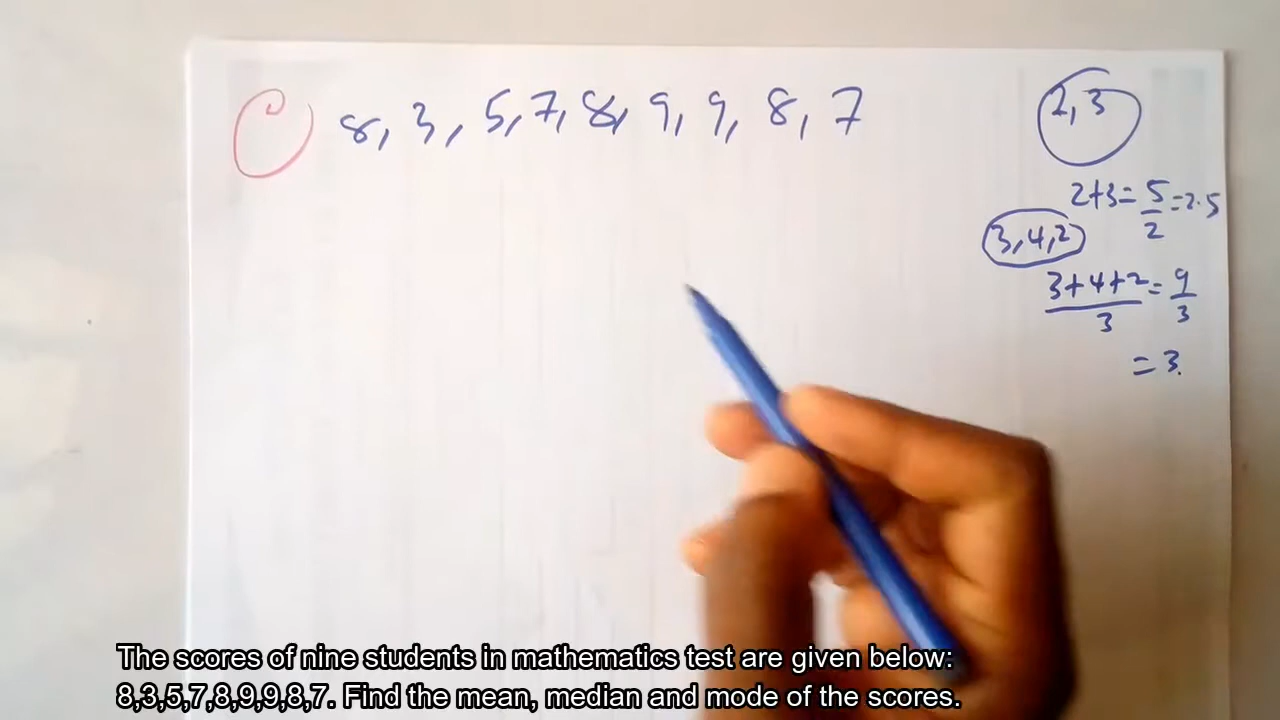 8, 3, 5, 7, 8, 9, 9, 8, 7
2, 3
2+3= 5/2 =2.5
3,4,2
3+4+2/3 = 9/3
= 3.
The scores of nine students in mathematics test are given below:
8,3,5,7,8,9,9,8,7. Find the mean, median and mode of the scores.